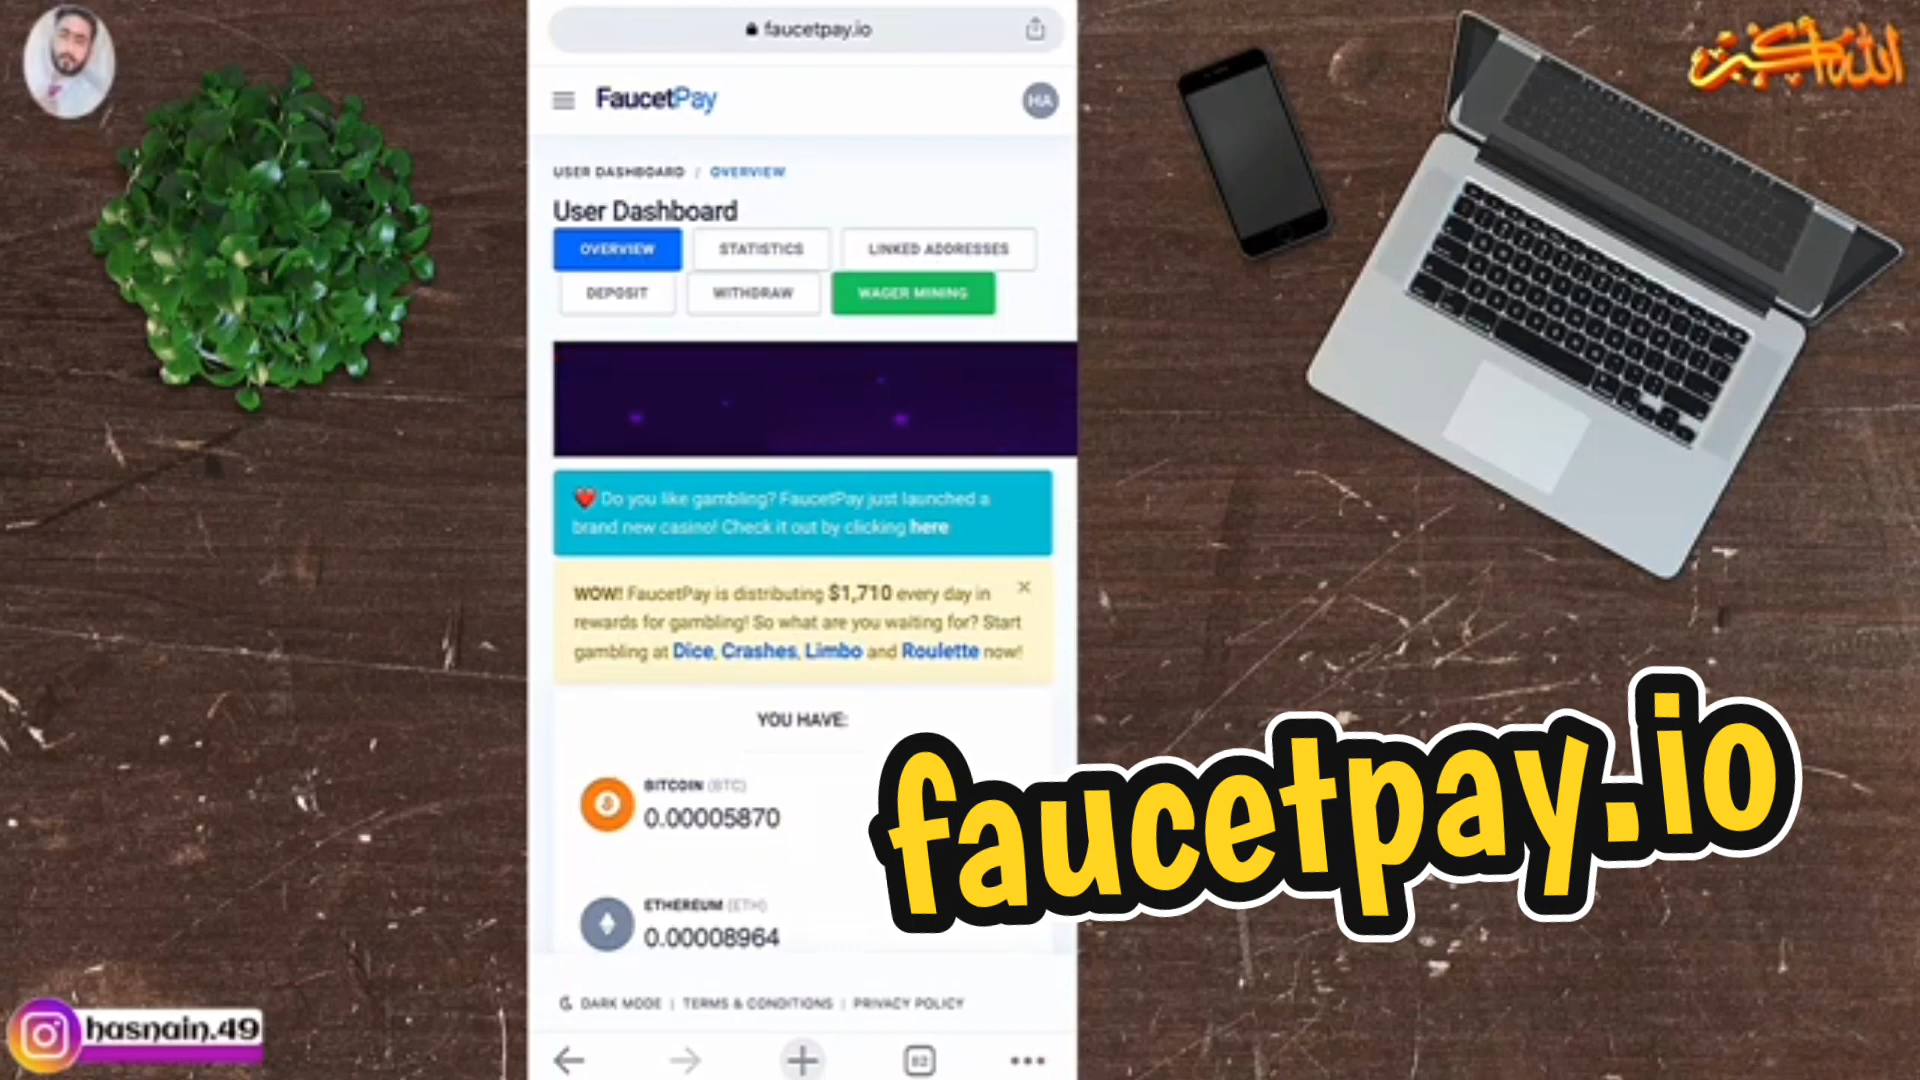 faucetpay.io
FaucetPay
HA
الله أكبر
USER DASHBOARD / OVERVIEW
User Dashboard
OVERVIEW STATISTICS LINKED ADDRESSES
DEPOSIT WITHDRAW WAGER MINING
❤️ Do you like gambling? FaucetPay just launched a
brand new casino! Check it out by clicking here
WOW! FaucetPay is distributing $1,710 every day in
rewards for gambling! So what are you waiting for? Start
gambling at Dice, Crashes, Limbo and Roulette now!
YOU HAVE:
BITCOIN (BTC)
0.00005870
ETHEREUM (ETH)
0.00008964
faucetpay.io
DARK MODE | TERMS & CONDITIONS | PRIVACY POLICY
hasnain.49